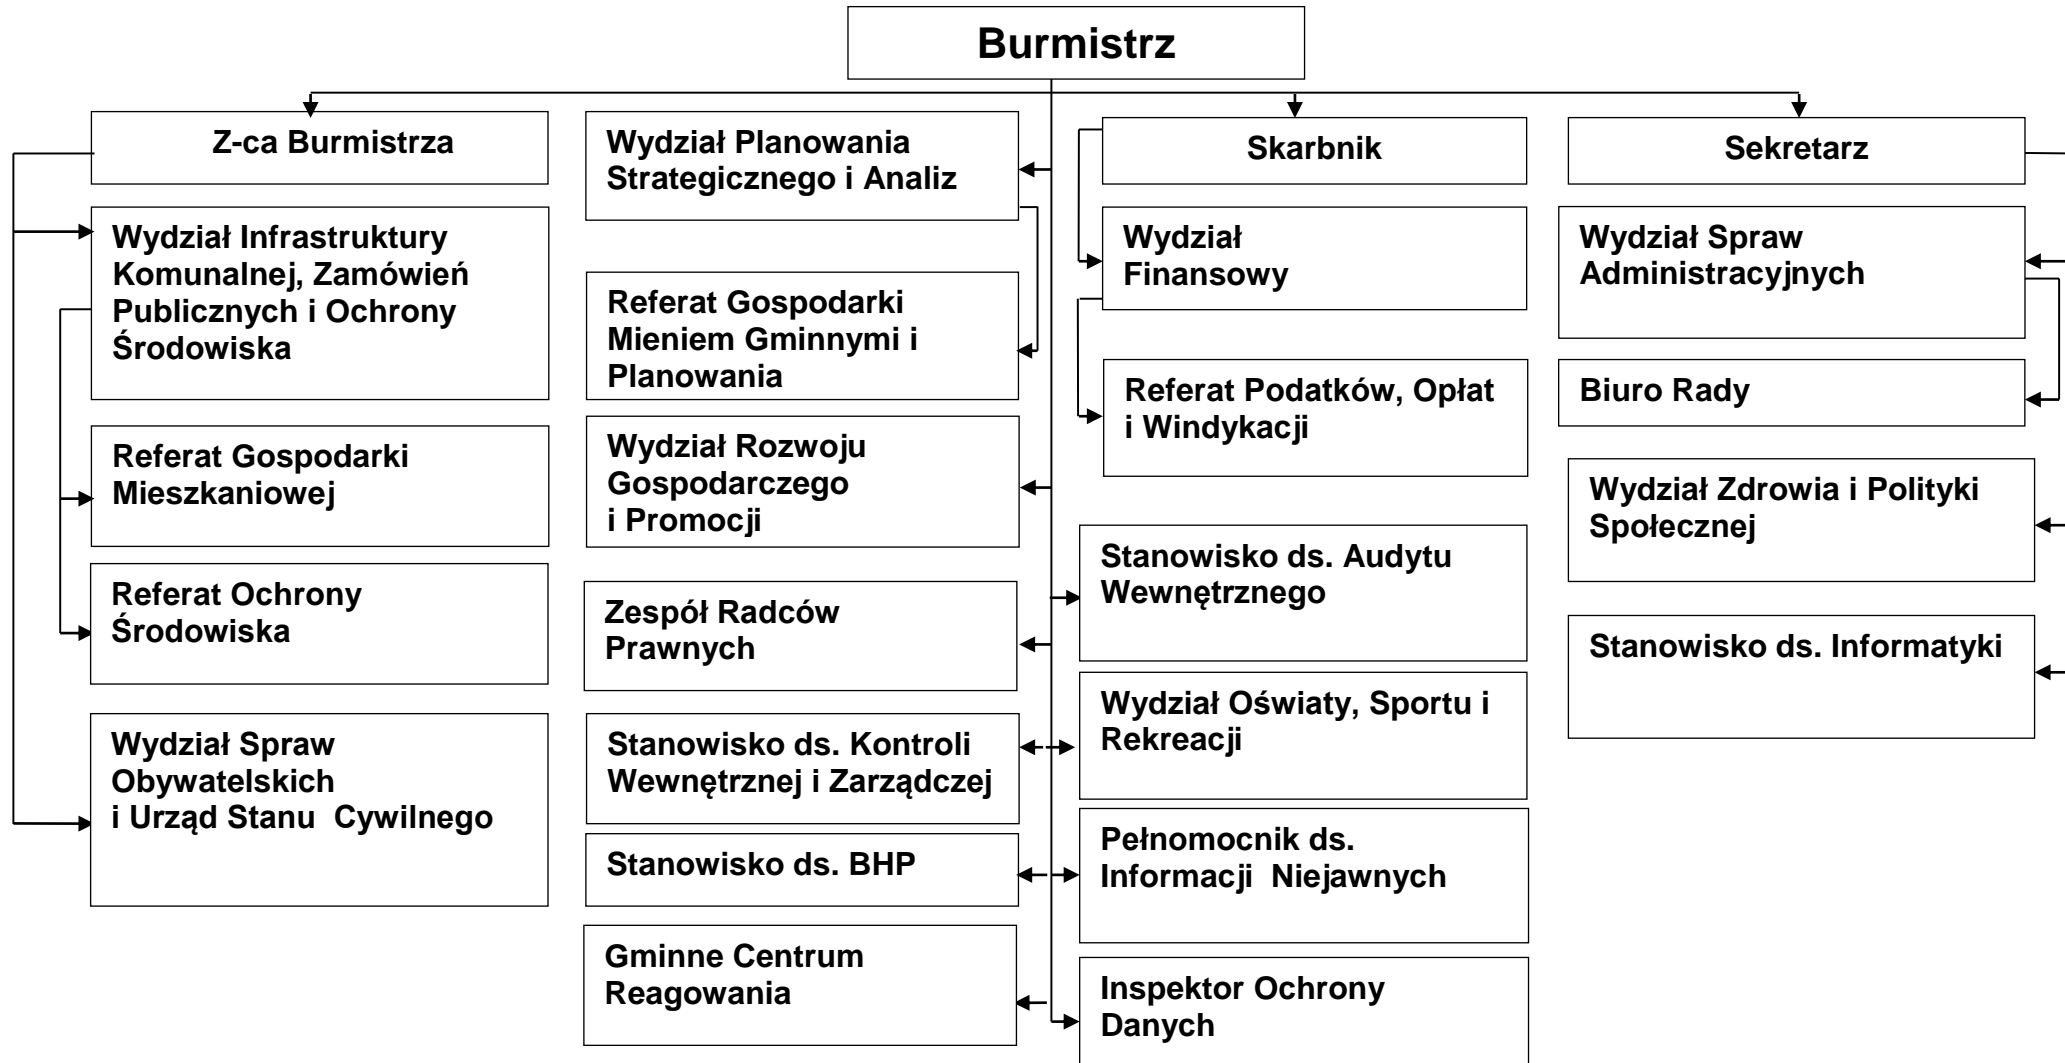 Burmistrz
Z-ca Burmistrza
Wydział Infrastruktury
Komunalnej, Zamówień
Publicznych i Ochrony
Środowiska
Referat Gospodarki
Mieszkaniowej
Referat Ochrony
Środowiska
Wydział Spraw
Obywatelskich
i Urząd Stanu  Cywilnego
Wydział Planowania
Strategicznego i Analiz
Referat Gospodarki
Mieniem Gminnymi i
Planowania
Wydział Rozwoju
Gospodarczego
i Promocji
Zespół Radców
Prawnych
Stanowisko ds. Kontroli
Wewnętrznej i Zarządczej
Stanowisko ds. BHP
Gminne Centrum
Reagowania
Skarbnik
Wydział
Finansowy
Referat Podatków, Opłat
i Windykacji
Stanowisko ds. Audytu
Wewnętrznego
Wydział Oświaty, Sportu i
Rekreacji
Pełnomocnik ds.
Informacji  Niejawnych
Inspektor Ochrony
Danych
Sekretarz
Wydział Spraw
Administracyjnych
Biuro Rady
Wydział Zdrowia i Polityki
Społecznej
Stanowisko ds. Informatyki